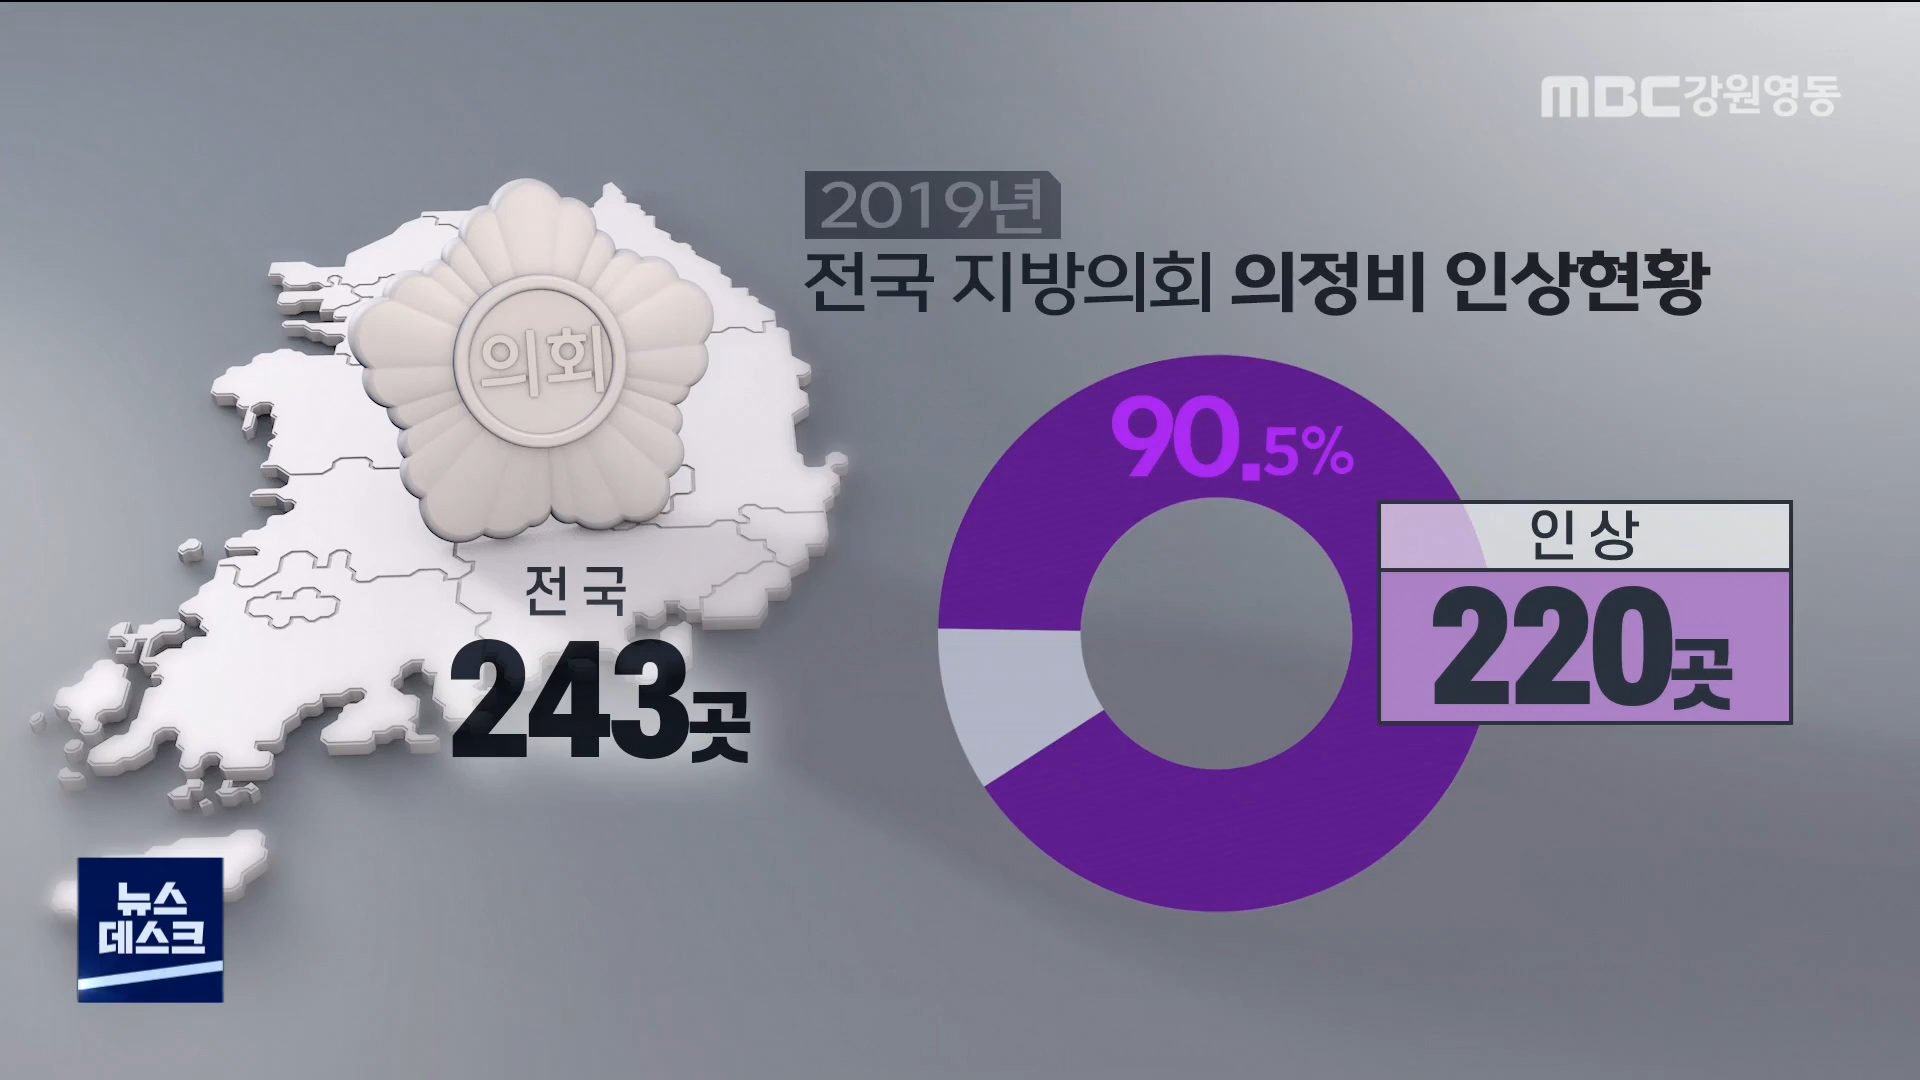 MBC강원영동
2019년
전국 지방의회 의정비 인상현황
의회
90.5%
인상
220곳
전국
243곳
뉴스
데스크